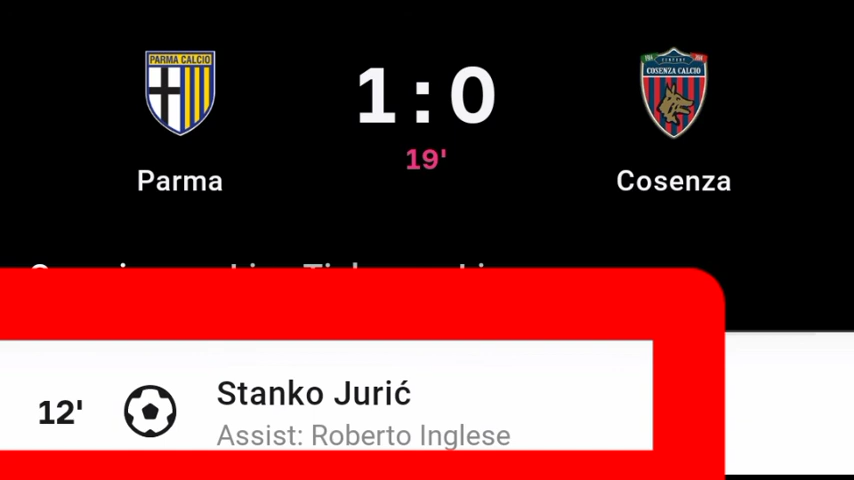 PARMA CALCIO
COSENZA CALCIO
1:0
19'
Parma
Cosenza
12'
Stanko Jurić
Assist: Roberto Inglese